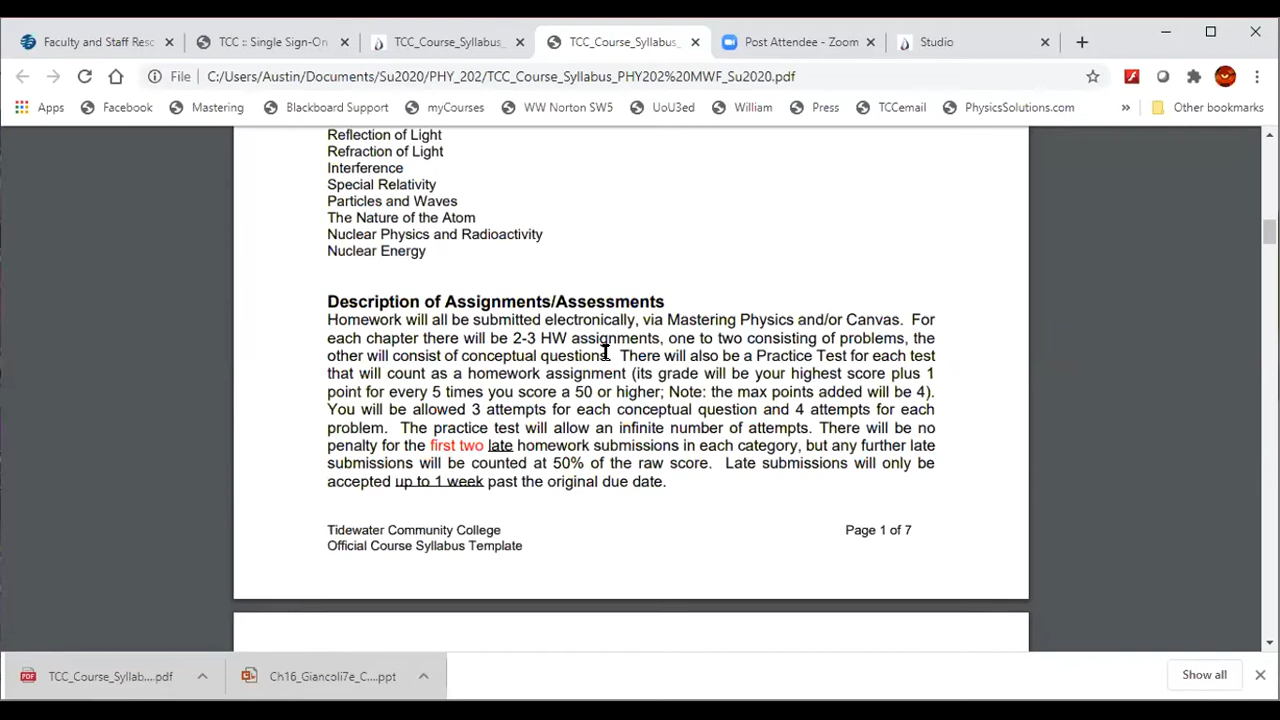 Faculty and Staff Resc
TCC :: Single Sign-On
TCC_Course_Syllabus_
TCC_Course_Syllabus_
Post Attendee - Zoom
Studio
File
C:/Users/Austin/Documents/Su2020/PHY_202/TCC_Course_Syllabus_PHY202%20MWF_Su2020.pdf
Apps
Facebook
Mastering
Blackboard Support
myCourses
WW Norton SW5
UoU3ed
William
Press
TCCemail
PhysicsSolutions.com
»
Other bookmarks
Reflection of Light
Refraction of Light
Interference
Special Relativity
Particles and Waves
The Nature of the Atom
Nuclear Physics and Radioactivity
Nuclear Energy
Description of Assignments/Assessments
Homework will all be submitted electronically, via Mastering Physics and/or Canvas. For
each chapter there will be 2-3 HW assignments, one to two consisting of problems, the
other will consist of conceptual questions. There will also be a Practice Test for each test
that will count as a homework assignment (its grade will be your highest score plus 1
point for every 5 times you score a 50 or higher; Note: the max points added will be 4).
You will be allowed 3 attempts for each conceptual question and 4 attempts for each
problem. The practice test will allow an infinite number of attempts. There will be no
penalty for the first two late homework submissions in each category, but any further late
submissions will be counted at 50% of the raw score. Late submissions will only be
accepted up to 1 week past the original due date.
Tidewater Community College
Page 1 of 7
Official Course Syllabus Template
TCC_Course_Syllab....pdf
Ch16_Giancoli7e_C....ppt
Show all